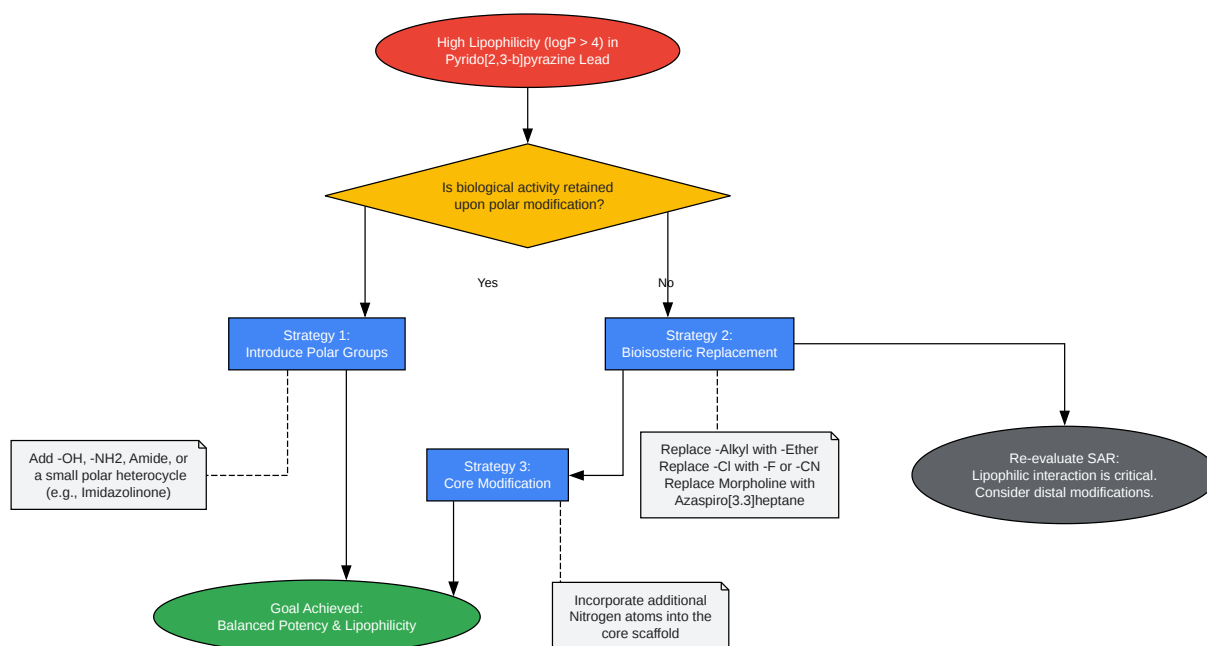 High Lipophilicity (logP > 4) in
Pyrido[2,3-b]pyrazine Lead
Is biological activity retained
upon polar modification?
Yes
No
Strategy 1:
Introduce Polar Groups
Strategy 2:
Bioisosteric Replacement
Add -OH, -NH2, Amide, or
a small polar heterocycle
(e.g., Imidazolinone)
Strategy 3:
Core Modification
Replace -Alkyl with -Ether
Replace -Cl with -F or -CN
Replace Morpholine with
Azaspiro[3.3]heptane
Re-evaluate SAR:
Lipophilic interaction is critical.
Consider distal modifications.
Goal Achieved:
Balanced Potency & Lipophilicity
Incorporate additional
Nitrogen atoms into the
core scaffold